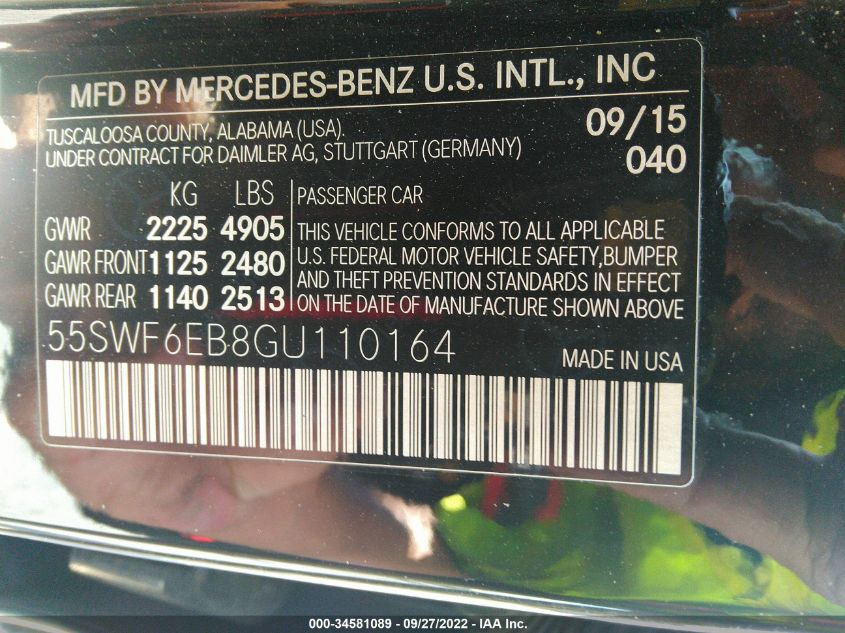 MFD BY MERCEDES-BENZ U.S. INTL., INC
TUSCALOOSA COUNTY, ALABAMA (USA).
UNDER CONTRACT FOR DAIMLER AG, STUTTGART (GERMANY)
09/15
040
KG LBS
GVWR 2225 4905
GAWR FRONT 1125 2480
GAWR REAR 1140 2513
PASSENGER CAR
THIS VEHICLE CONFORMS TO ALL APPLICABLE
U.S. FEDERAL MOTOR VEHICLE SAFETY,BUMPER
AND THEFT PREVENTION STANDARDS IN EFFECT
ON THE DATE OF MANUFACTURE SHOWN ABOVE
55SWF6EB8GU110164
MADE IN USA
000-34581089 - 09/27/2022 - IAA Inc.